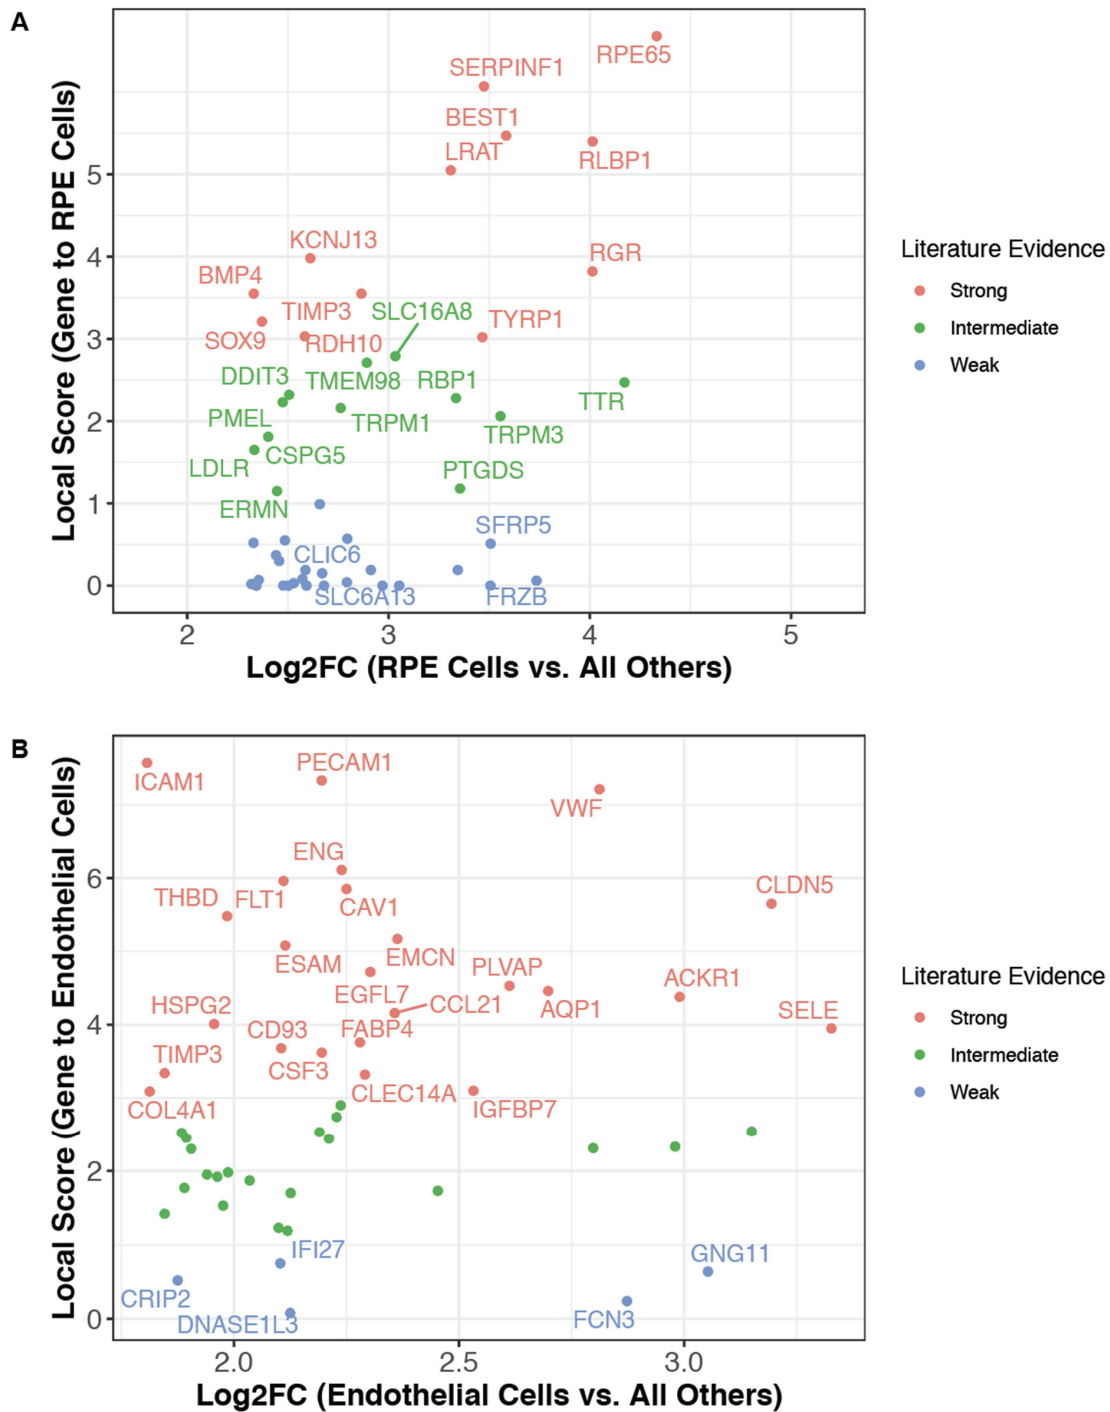 A
RPE65
SERPINF1
BEST1
LRAT
RLBP1
KCNJ13
RGR
BMP4
TIMP3
SLC16A8
TYRP1
SOX9
RDH10
DDIT3
TMEM98
RBP1
TTR
PMEL
TRPM1
TRPM3
LDLR
CSPG5
PTGDS
ERMN
SFRP5
CLIC6
SLC6A13
FRZB
5
4
3
2
1
0
2
3
4
5
Local Score (Gene to RPE Cells)
Log2FC (RPE Cells vs. All Others)
Literature Evidence
Strong
Intermediate
Weak
B
ICAM1
PECAM1
VWF
ENG
CLDN5
THBD
FLT1
CAV1
ESAM
EMCN
PLVAP
ACKR1
EGFL7
CCL21
AQP1
SELE
HSPG2
CD93
FABP4
TIMP3
CSF3
CLEC14A
IGFBP7
COL4A1
IFI27
GNG11
CRIP2
DNASE1L3
FCN3
6
4
2
0
2.0
2.5
3.0
Local Score (Gene to Endothelial Cells)
Log2FC (Endothelial Cells vs. All Others)
Literature Evidence
Strong
Intermediate
Weak